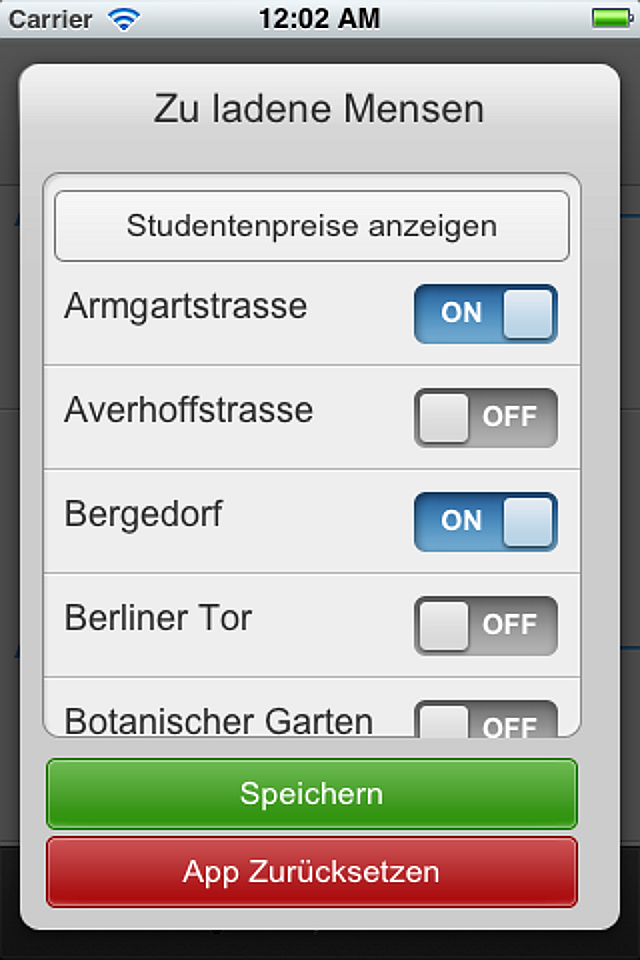 Carrier 12:02 AM
Zu ladene Mensen
Studentenpreise anzeigen
Armgartstrasse ON
Averhoffstrasse OFF
Bergedorf ON
Berliner Tor OFF
Botanischer Garten OFF
Speichern
App Zurücksetzen